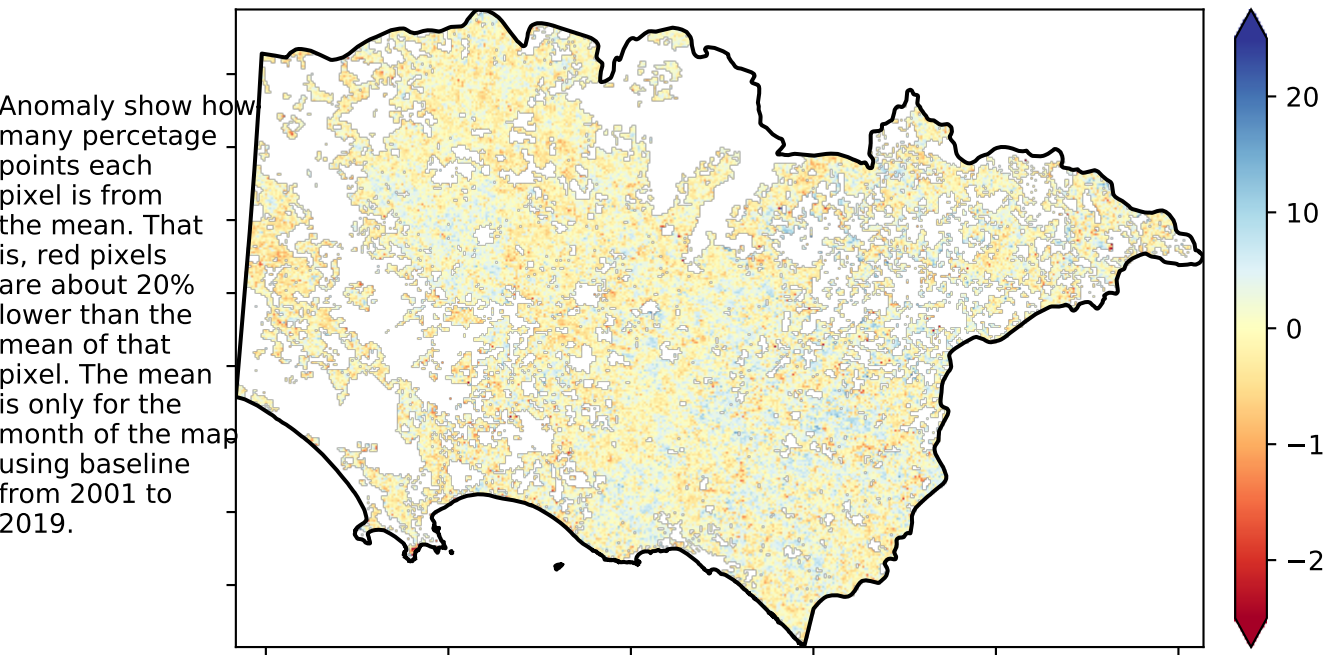 Anomaly show how
many percetage
points each
pixel is from
the mean. That
is, red pixels
are about 20%
lower than the
mean of that
pixel. The mean
is only for the
month of the map
using baseline
from 2001 to
2019.
20
10
0
−1
−2